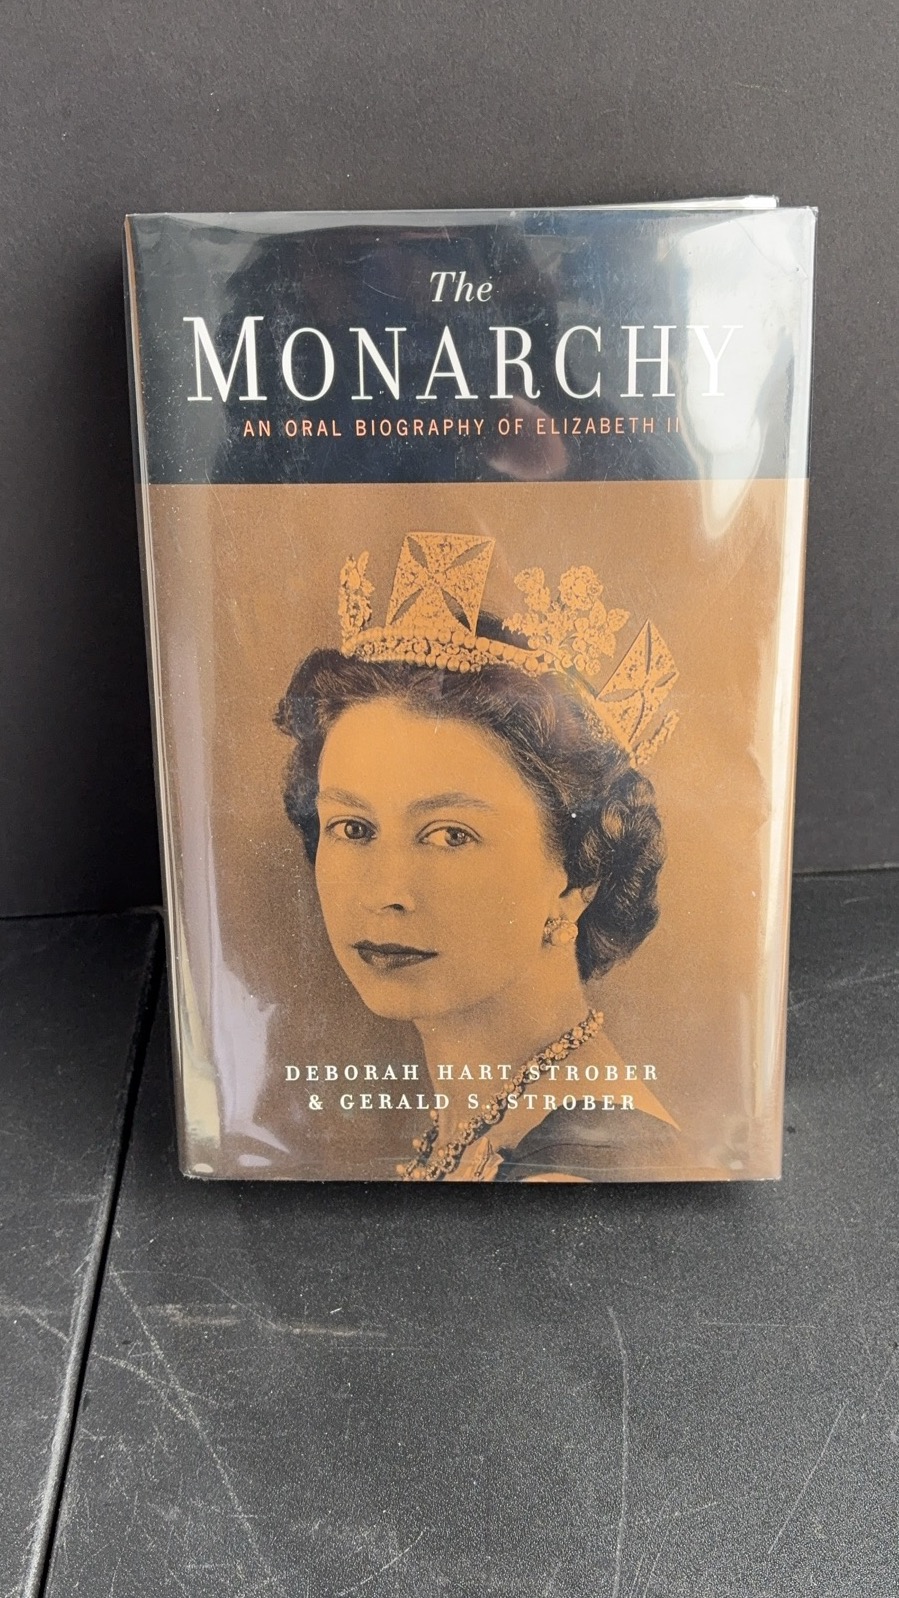 The
MONARCHY
AN ORAL BIOGRAPHY OF ELIZABETH II
DEBORAH HART STROBER
& GERALD S. STROBER